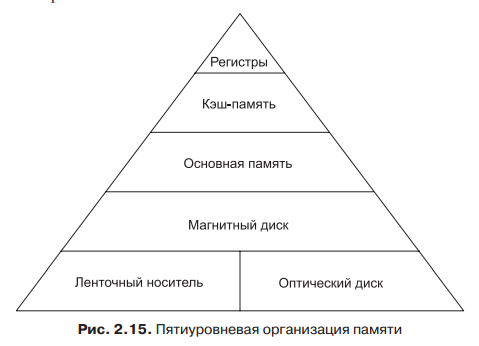 Регистры
Кэш-память
Основная память
Магнитный диск
Ленточный носитель
Оптический диск
Рис. 2.15. Пятиуровневая организация памяти